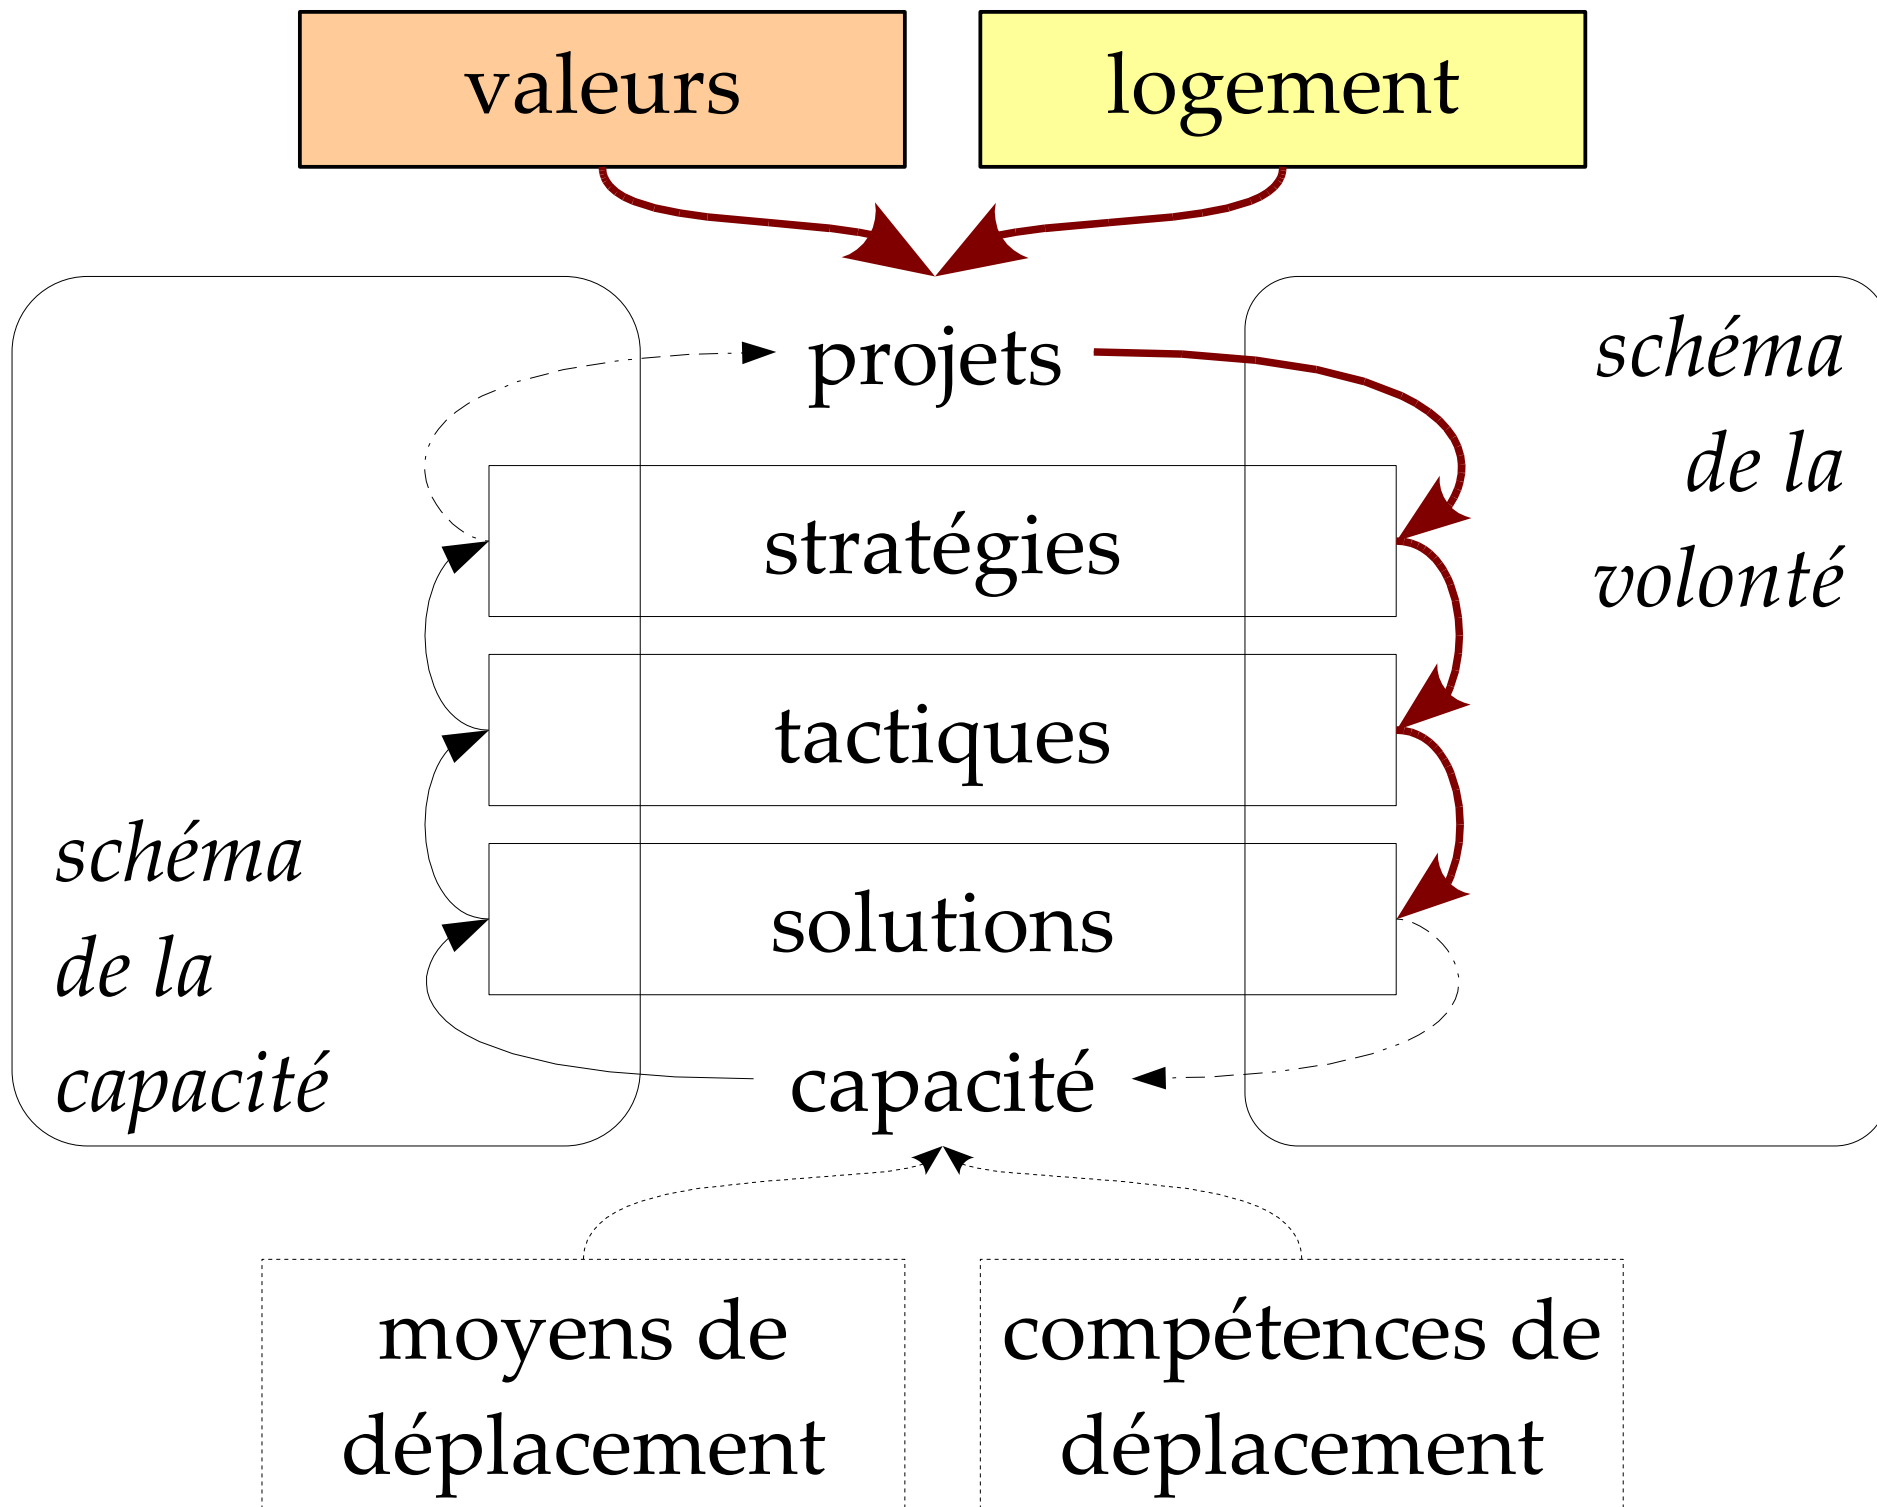 valeurs
logement
projets
schéma
de la
volonté
stratégies
tactiques
solutions
schéma
de la
capacité
capacité
moyens de
déplacement
compétences de
déplacement